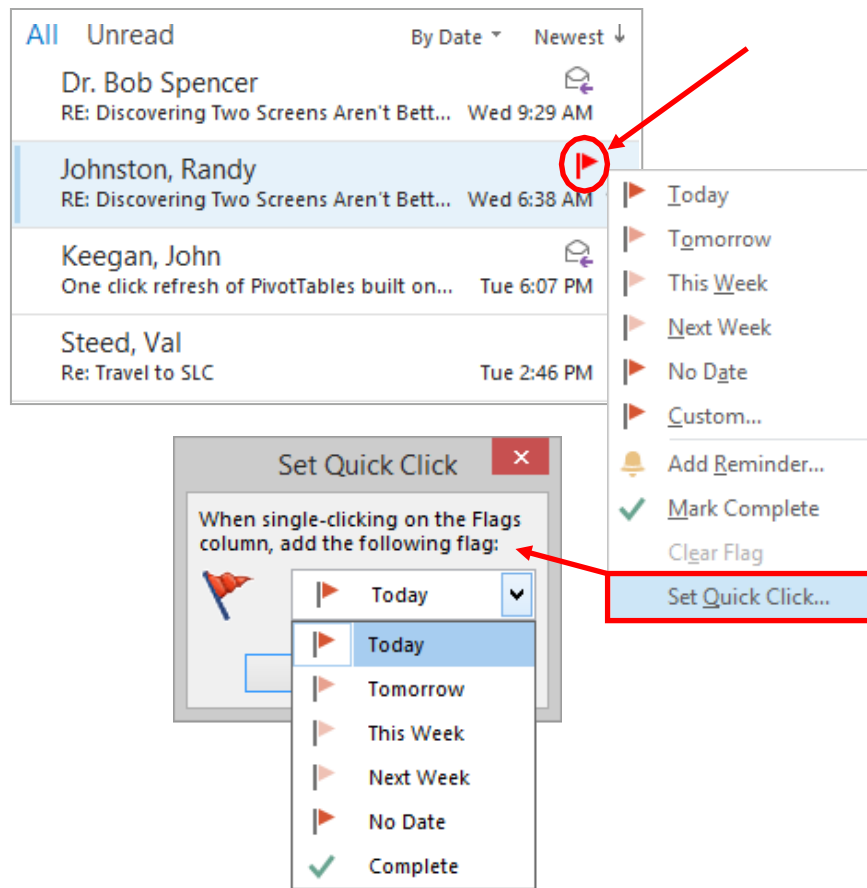 All Unread By Date Newest ↓
Dr. Bob Spencer
RE: Discovering Two Screens Aren't Bett... Wed 9:29 AM
Johnston, Randy
RE: Discovering Two Screens Aren't Bett... Wed 6:38 AM
Keegan, John
One click refresh of PivotTables built on... Tue 6:07 PM
Steed, Val
Re: Travel to SLC Tue 2:46 PM
Today
Tomorrow
This Week
Next Week
No Date
Custom...
Add Reminder...
Mark Complete
Clear Flag
Set Quick Click...
Set Quick Click
When single-clicking on the Flags
column, add the following flag:
Today
Today
Tomorrow
This Week
Next Week
No Date
Complete